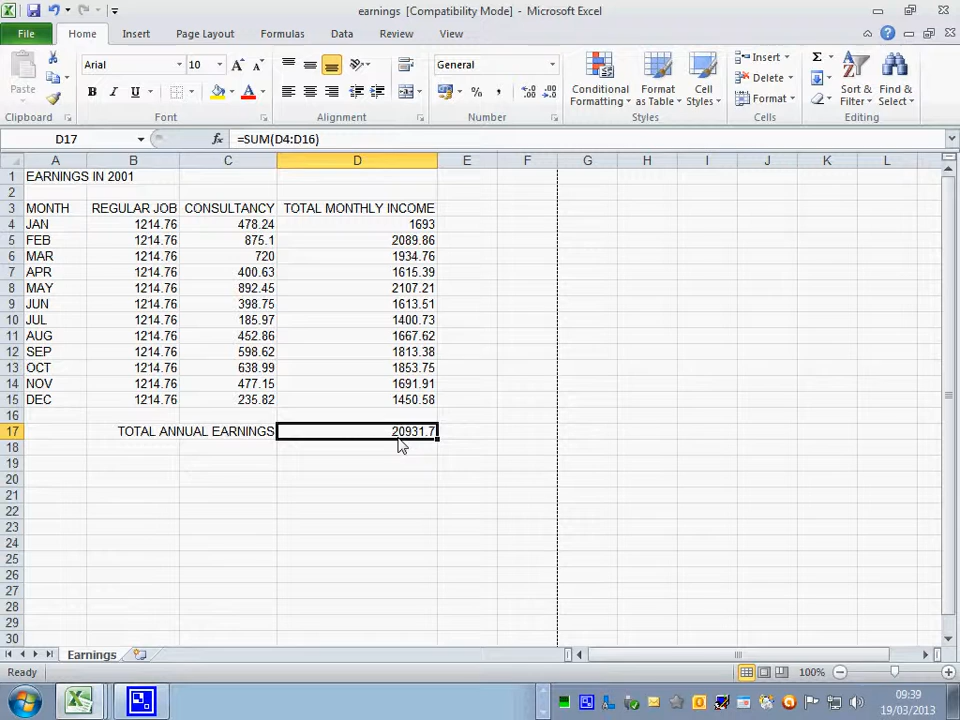 earnings [Compatibility Mode] - Microsoft Excel
File Home Insert Page Layout Formulas Data Review View
Paste
Arial 10
General
Conditional Formatting
Format as Table
Cell Styles
Insert
Delete
Format
Sort & Filter
Find & Select
Clipboard Font Alignment Number Styles Cells Editing
D17 fx =SUM(D4:D16)
A B C D E F G H I J K L
1 EARNINGS IN 2001
2
3 MONTH REGULAR JOB CONSULTANCY TOTAL MONTHLY INCOME
4 JAN 1214.76 478.24 1693
5 FEB 1214.76 875.1 2089.86
6 MAR 1214.76 720 1934.76
7 APR 1214.76 400.63 1615.39
8 MAY 1214.76 892.45 2107.21
9 JUN 1214.76 398.75 1613.51
10 JUL 1214.76 185.97 1400.73
11 AUG 1214.76 452.86 1667.62
12 SEP 1214.76 598.62 1813.38
13 OCT 1214.76 638.99 1853.75
14 NOV 1214.76 477.15 1691.91
15 DEC 1214.76 235.82 1450.58
16
17 TOTAL ANNUAL EARNINGS 20931.7
18
19
20
21
22
23
24
25
26
27
28
29
30
Earnings
Ready 100%
09:39
19/03/2013